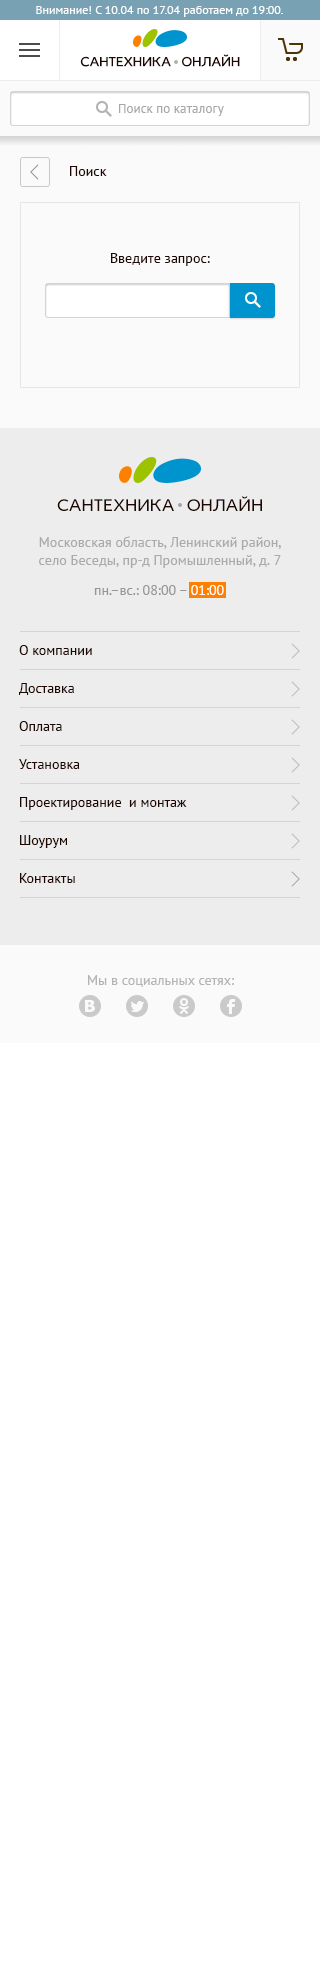 Внимание! С 10.04 по 17.04 работаем до 19:00.
САНТЕХНИКА • ОНЛАЙН
Поиск по каталогу
Поиск
Введите запрос:
САНТЕХНИКА • ОНЛАЙН
Московская область, Ленинский район,
село Беседы, пр-д Промышленный, д. 7
пн.–вс.: 08:00 – 01:00
О компании
Доставка
Оплата
Установка
Проектирование и монтаж
Шоурум
Контакты
Мы в социальных сетях: